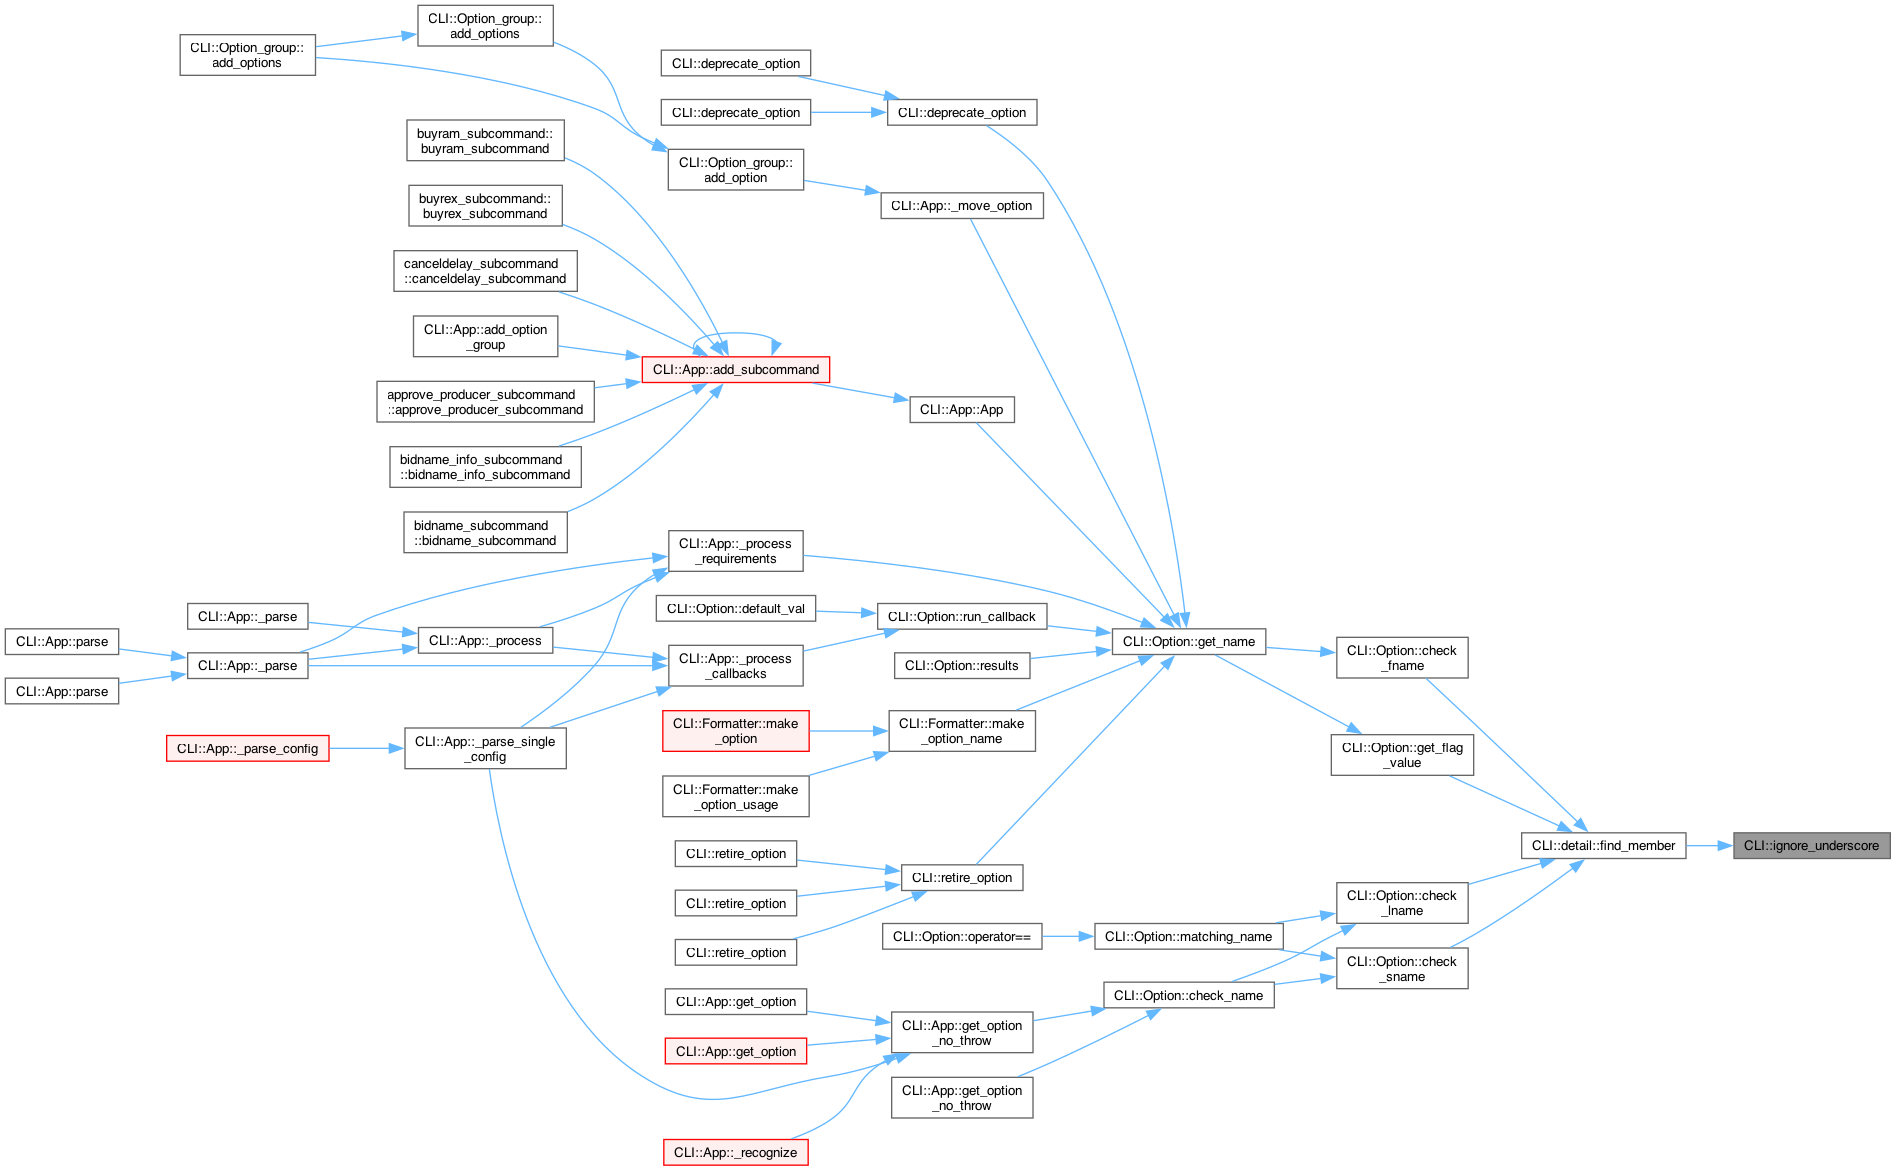 CLI::Option_group::
add_options
CLI::Option_group::
add_options
CLI::deprecate_option
CLI::deprecate_option
CLI::deprecate_option
buyram_subcommand::
buyram_subcommand
CLI::Option_group::
add_option
buyrex_subcommand::
buyrex_subcommand
CLI::App::_move_option
canceldelay_subcommand
::canceldelay_subcommand
CLI::App::add_option
_group
CLI::App::add_subcommand
approve_producer_subcommand
::approve_producer_subcommand
CLI::App::App
bidname_info_subcommand
::bidname_info_subcommand
bidname_subcommand
::bidname_subcommand
CLI::App::_process
_requirements
CLI::Option::default_val
CLI::Option::run_callback
CLI::App::_parse
CLI::App::parse
CLI::App::_process
CLI::Option::get_name
CLI::Option::check
_fname
CLI::App::_parse
CLI::App::_process
_callbacks
CLI::Option::results
CLI::App::parse
CLI::Formatter::make
_option
CLI::Formatter::make
_option_name
CLI::App::_parse_config
CLI::App::_parse_single
_config
CLI::Option::get_flag
_value
CLI::Formatter::make
_option_usage
CLI::detail::find_member
CLI::ignore_underscore
CLI::retire_option
CLI::retire_option
CLI::retire_option
CLI::Option::check
_lname
CLI::Option::operator==
CLI::Option::matching_name
CLI::retire_option
CLI::Option::check
_sname
CLI::App::get_option
CLI::Option::check_name
CLI::App::get_option
_no_throw
CLI::App::get_option
CLI::App::get_option
_no_throw
CLI::App::_recognize